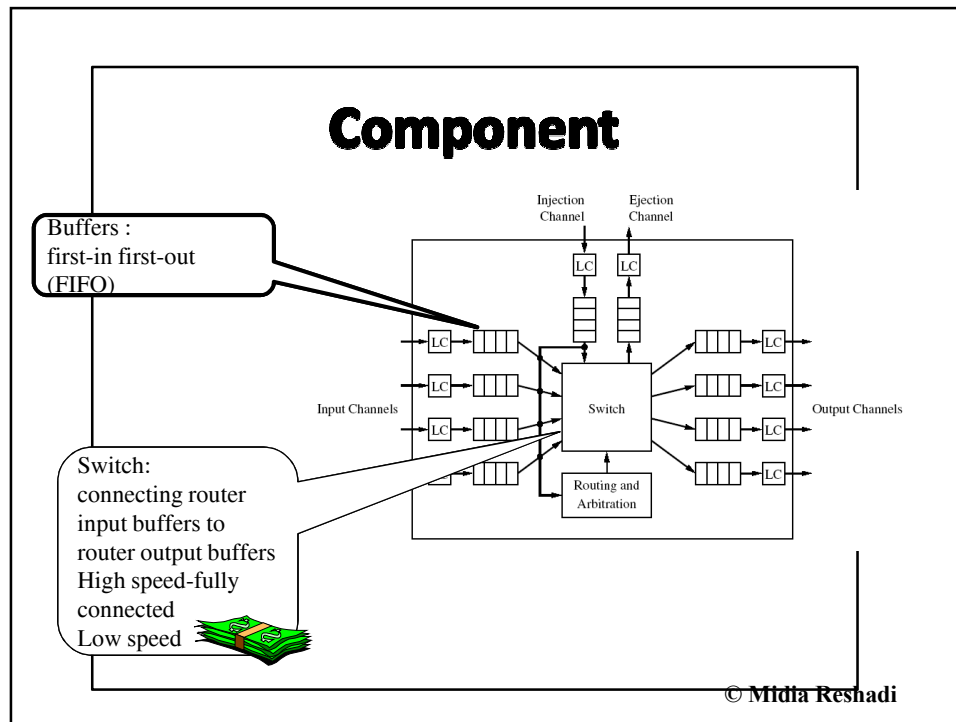 Component
Buffers :
first-in first-out
(FIFO)
Injection
Channel
Ejection
Channel
LC
LC
LC
LC
LC
LC
LC
LC
LC
LC
Input Channels
Switch
Output Channels
Routing and
Arbitration
Switch:
connecting router
input buffers to
router output buffers
High speed-fully
connected
Low speed
© Midia Reshadi